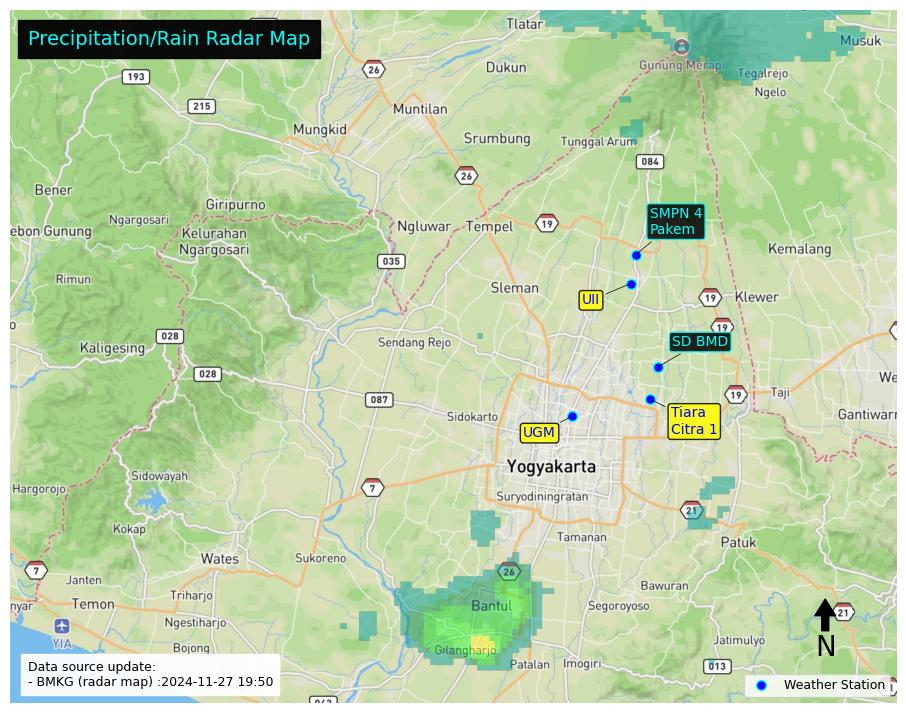 Precipitation/Rain Radar Map
Tlatar
Musuk
Gunung Merapi
26
Dukun
Tegalrejo
193
Ngelo
215
Muntilan
Mungkid
Srumbung
Tunggal Arum
084
26
Bener
Giripurno
Ngargosari
SMPN 4
Pakem
ebon Gunung
Kelurahan
Ngargosari
Ngluwar
Tempel
19
Kemalang
035
Rimun
Sleman
UII
19
Klewer
19
028
Kaligesing
Sendang Rejo
SD BMD
028
We
087
19
Taji
Sidokarto
Tiara
Citra 1
Gantiwarn
UGM
Yogyakarta
Sidowayah
Hargorojo
7
Suryodiningratan
21
Kokap
Tamanan
Patuk
Wates
Sukoreno
7
26
Janten
Bawuran
Triharjo
nyar
Temon
Bantul
Segoroyoso
21
Ngestiharjo
YIA
Jatimulyo
N
Bojong
Gilangharjo
Patalan
Imogiri
013
Data source update:
- BMKG (radar map) :2024-11-27 19:50
Weather Station